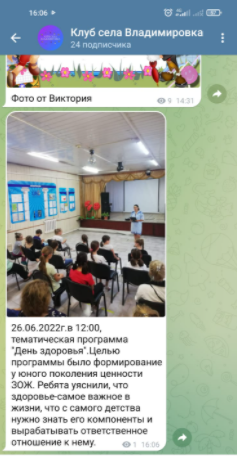 16:06
Клуб села Владимировка
24 подписчика
Фото от Виктория
9 14:31
26.06.2022г.в 12:00,
тематическая программа
"День здоровья".Целью
программы было формирование
у юного поколения ценности
ЗОЖ. Ребята уяснили, что
здоровье-самое важное в
жизни, что с самого детства
нужно знать его компоненты и
вырабатывать ответственное
отношение к нему.
1 16:06